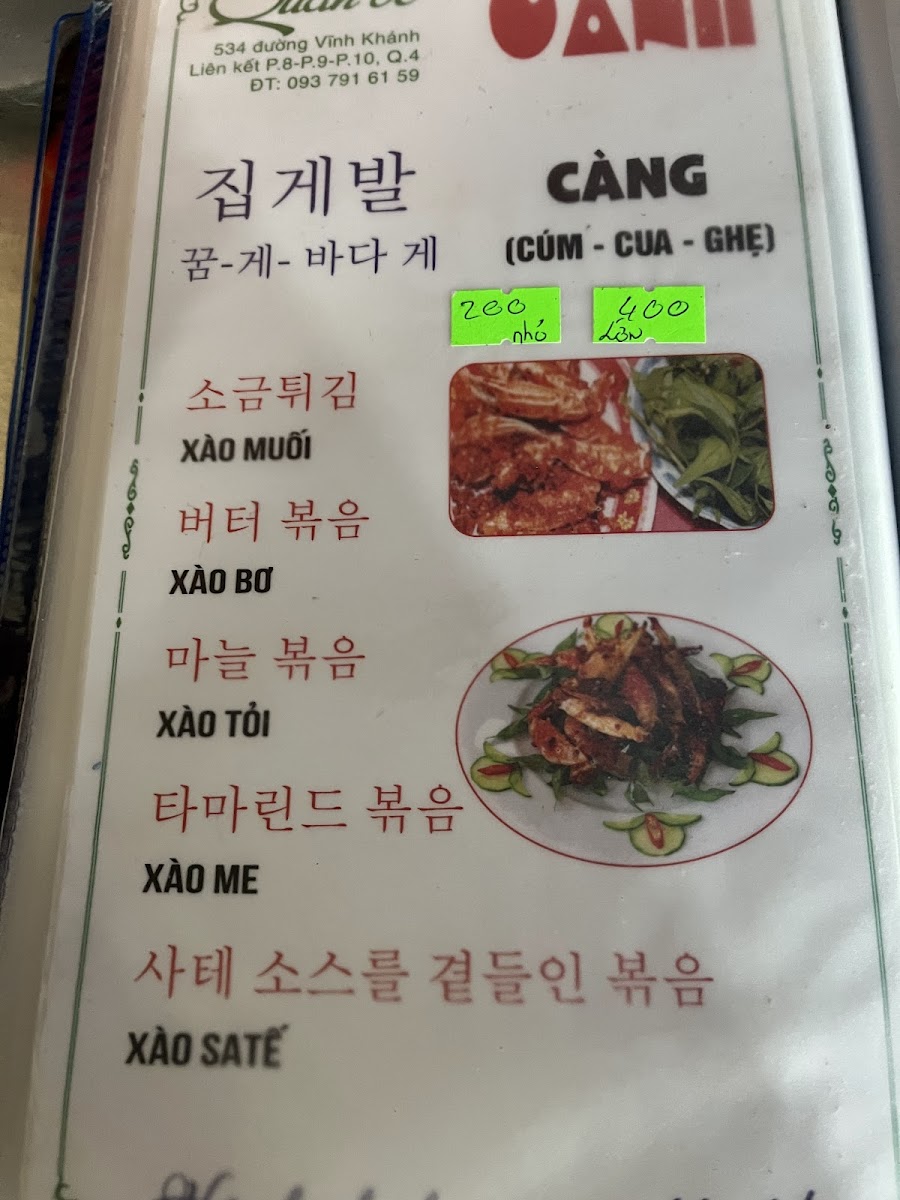 534 đường Vĩnh Khánh
Liên kết P.8-P.9-P.10, Q.4
ĐT: 093 791 61 59
집게발
CÀNG
꿈-게- 바다 게
(CÚM - CUA - GHẸ)
200 nhỏ
400 Lớn
소금튀김
XÀO MUỐI
버터 볶음
XÀO BƠ
마늘 볶음
XÀO TỎI
타마린드 볶음
XÀO ME
사테 소스를 곁들인 볶음
XÀO SATẾ